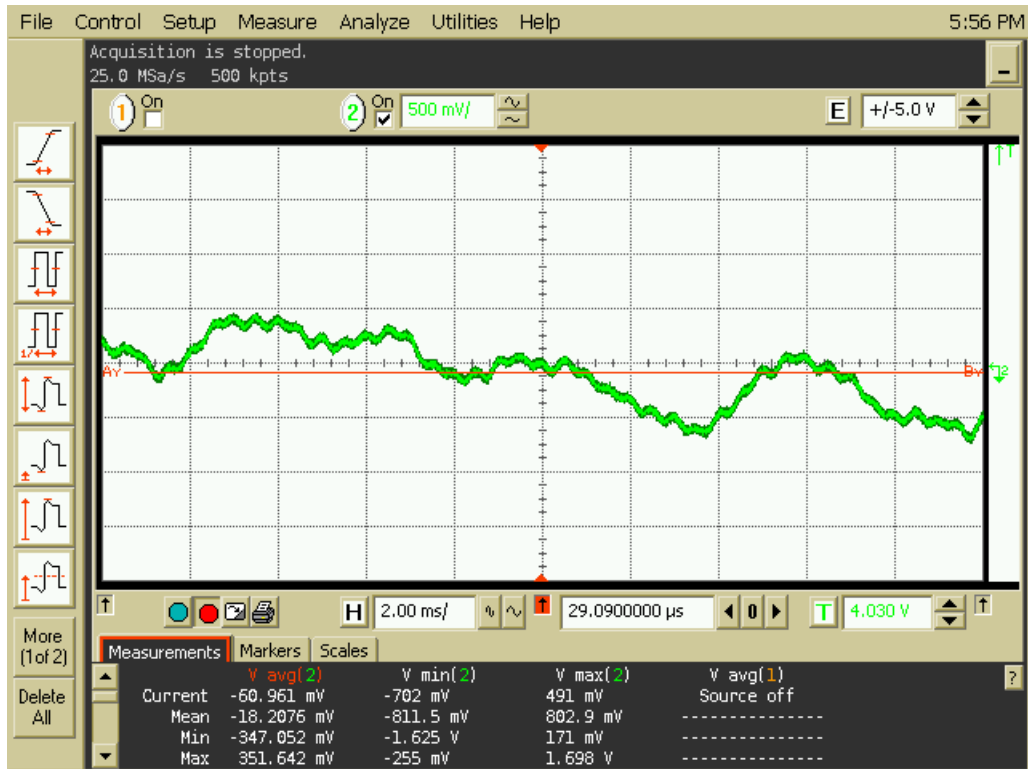 File Control Setup Measure Analyze Utilities Help 5:56 PM
Acquisition is stopped.
25.0 MSa/s 500 kpts
1 On 2 On 500 mV/ E +/-5.0 V
T
Ay By 2
1/
H 2.00 ms/ 29.0900000 µs 0 T 4.030 V
More
(1 of 2)
Delete
All
Measurements Markers Scales
V avg(2) V min(2) V max(2) V avg(1) ?
Current -60.961 mV -702 mV 491 mV Source off
Mean -18.2076 mV -811.5 mV 802.9 mV ---------------
Min -347.052 mV -1.625 V 171 mV ---------------
Max 351.642 mV -255 mV 1.698 V ---------------